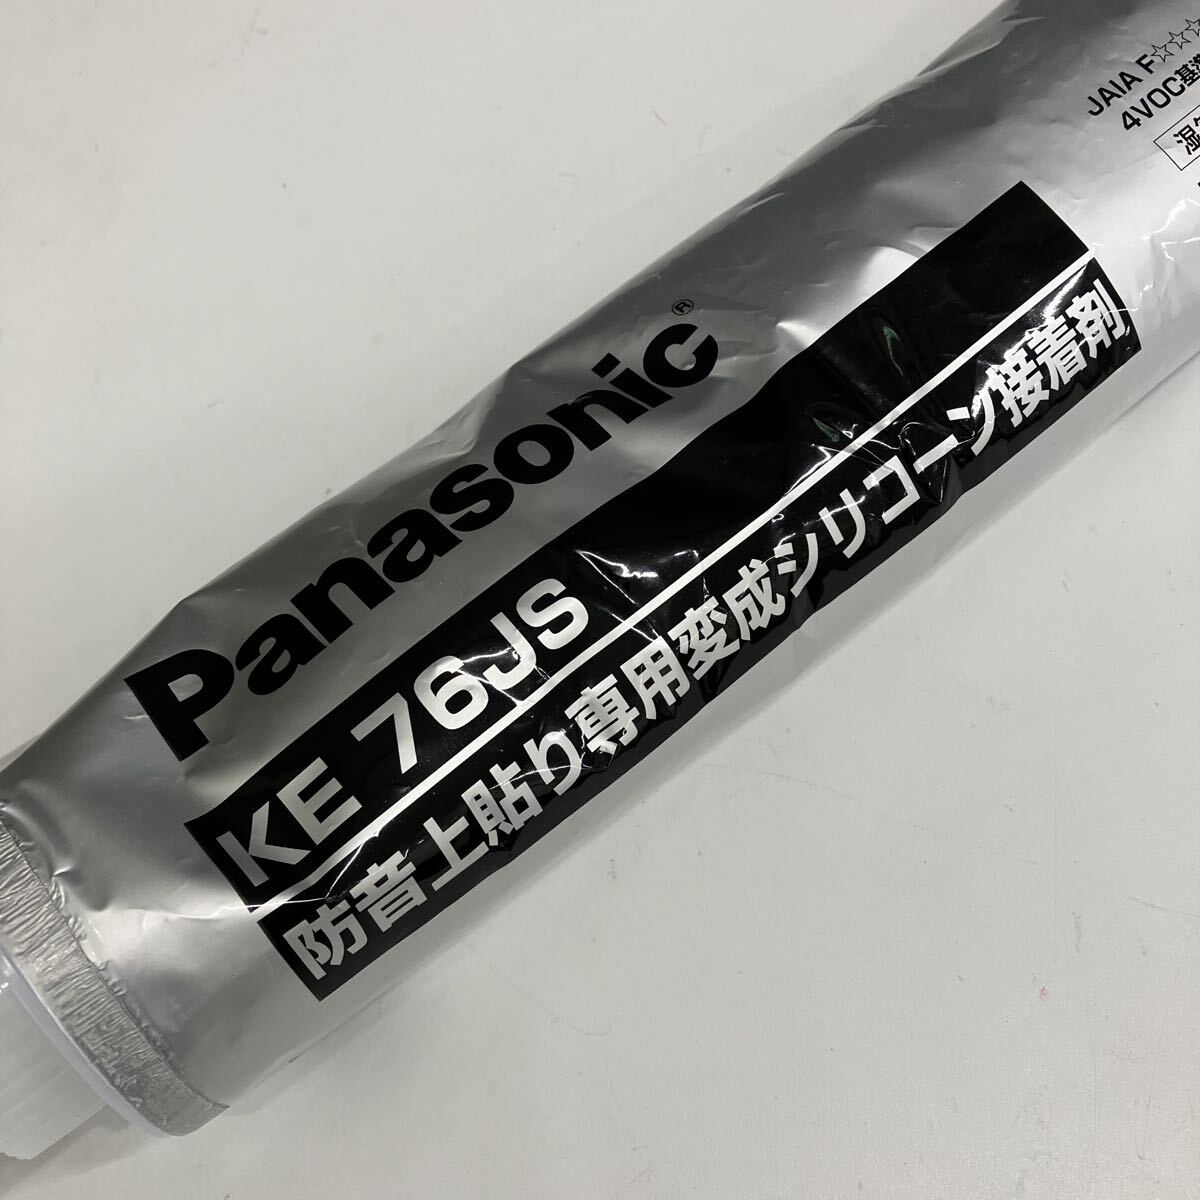 JAIA F☆☆☆
4VOC基準
Panasonic®
KE 76JS
防音上貼り専用変成シリコーン接着剤